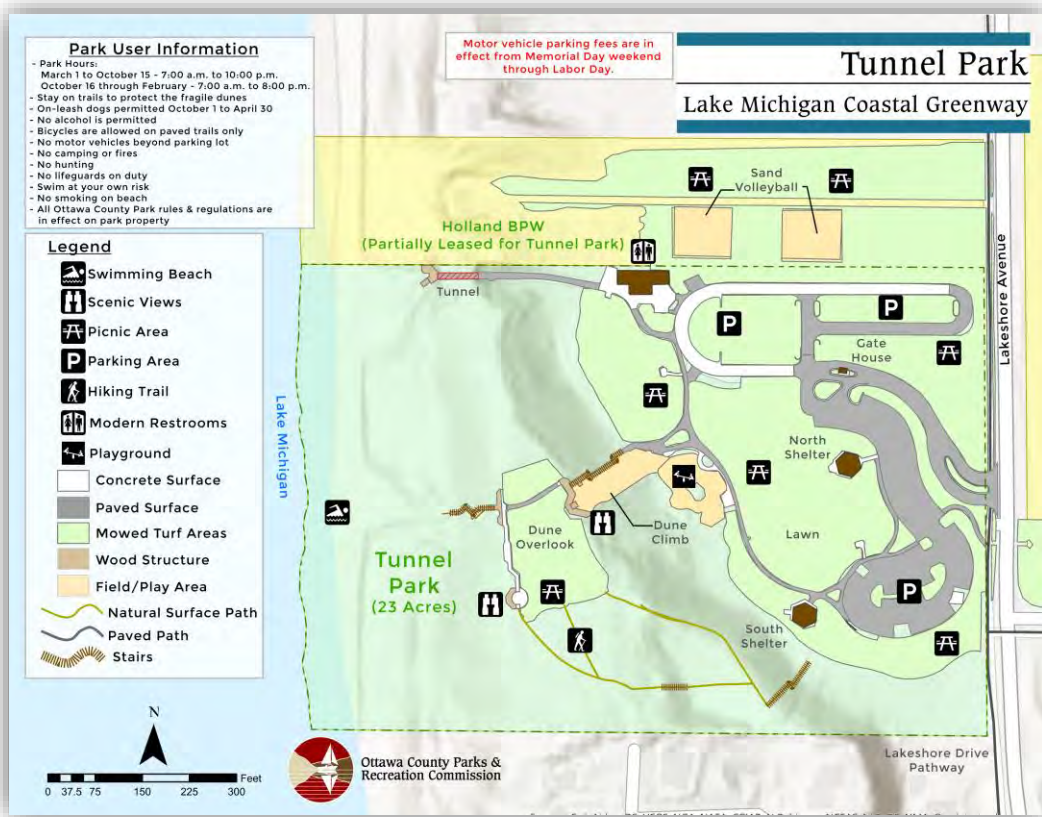 Park User Information
- Park Hours:
March 1 to October 15 - 7:00 a.m. to 10:00 p.m.
October 16 through February - 7:00 a.m. to 8:00 p.m.
- Stay on trails to protect the fragile dunes
- On-leash dogs permitted October 1 to April 30
- No alcohol is permitted
- Bicycles are allowed on paved trails only
- No motor vehicles beyond parking lot
- No camping or fires
- No hunting
- No lifeguards on duty
- Swim at your own risk
- No smoking on beach
- All Ottawa County Park rules & regulations are
in effect on park property
Motor vehicle parking fees are in
effect from Memorial Day weekend
through Labor Day.
Tunnel Park
Lake Michigan Coastal Greenway
Legend
Swimming Beach
Scenic Views
Picnic Area
P Parking Area
Hiking Trail
Modern Restrooms
Playground
Concrete Surface
Paved Surface
Mowed Turf Areas
Wood Structure
Field/Play Area
Natural Surface Path
Paved Path
Stairs
Sand
Volleyball
Holland BPW
(Partially Leased for Tunnel Park)
Tunnel
Lakeshore Avenue
P
P
Gate
House
Lake Michigan
North
Shelter
Dune
Climb
Dune
Overlook
Lawn
Tunnel
Park
(23 Acres)
P
South
Shelter
Lakeshore Drive
Pathway
N
Feet
0 37.5 75 150 225 300
Ottawa County Parks &
Recreation Commission